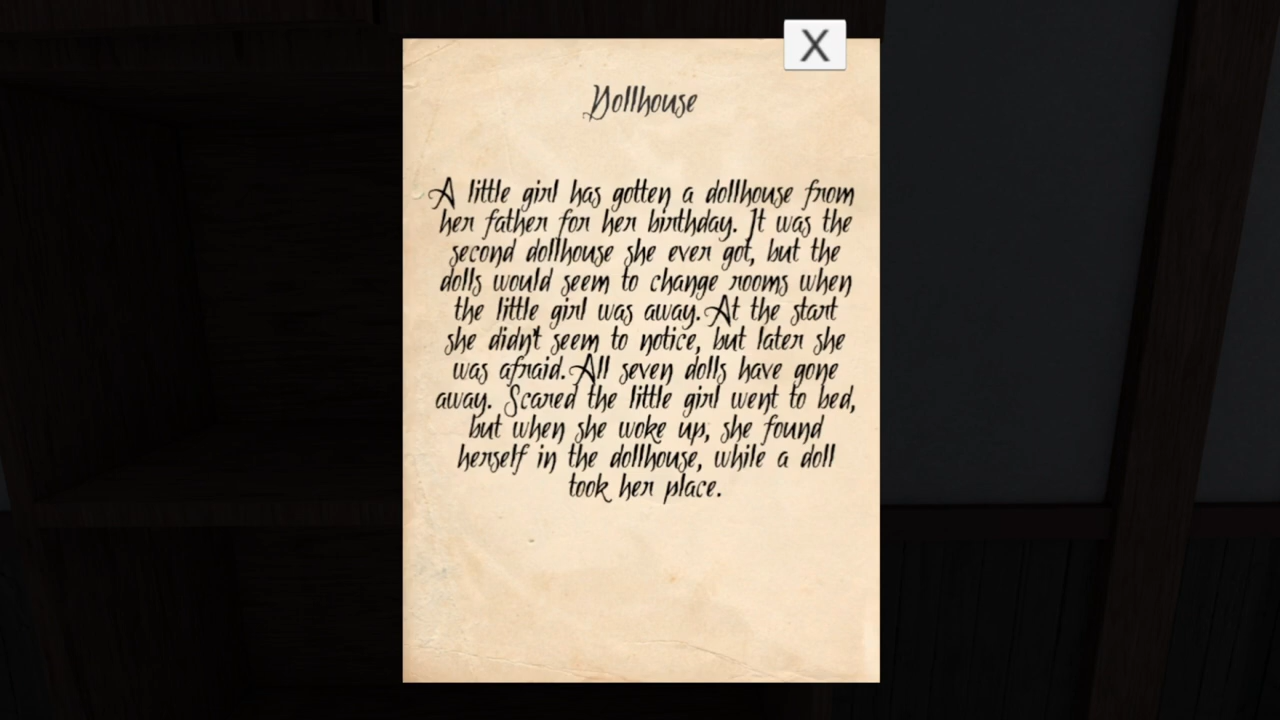 X
Dollhouse
A little girl has gotten a dollhouse from
her father for her birthday. It was the
second dollhouse she ever got, but the
dolls would seem to change rooms when
the little girl was away. At the start
she didn't seem to notice, but later she
was afraid. All seven dolls have gone
away. Scared the little girl went to bed,
but when she woke up, she found
herself in the dollhouse, while a doll
took her place.